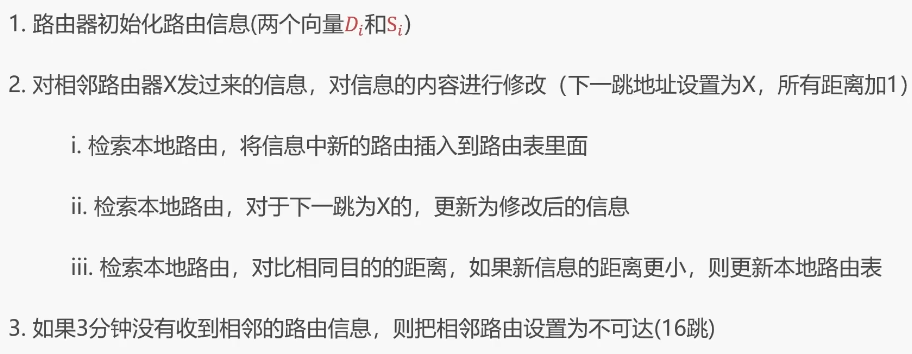 1. 路由器初始化路由信息(两个向量Di和Si)
2. 对相邻路由器X发过来的信息，对信息的内容进行修改（下一跳地址设置为X，所有距离加1）
i. 检索本地路由，将信息中新的路由插入到路由表里面
ii. 检索本地路由，对于下一跳为X的，更新为修改后的信息
iii. 检索本地路由，对比相同目的的距离，如果新信息的距离更小，则更新本地路由表
3. 如果3分钟没有收到相邻的路由信息，则把相邻路由设置为不可达(16跳)